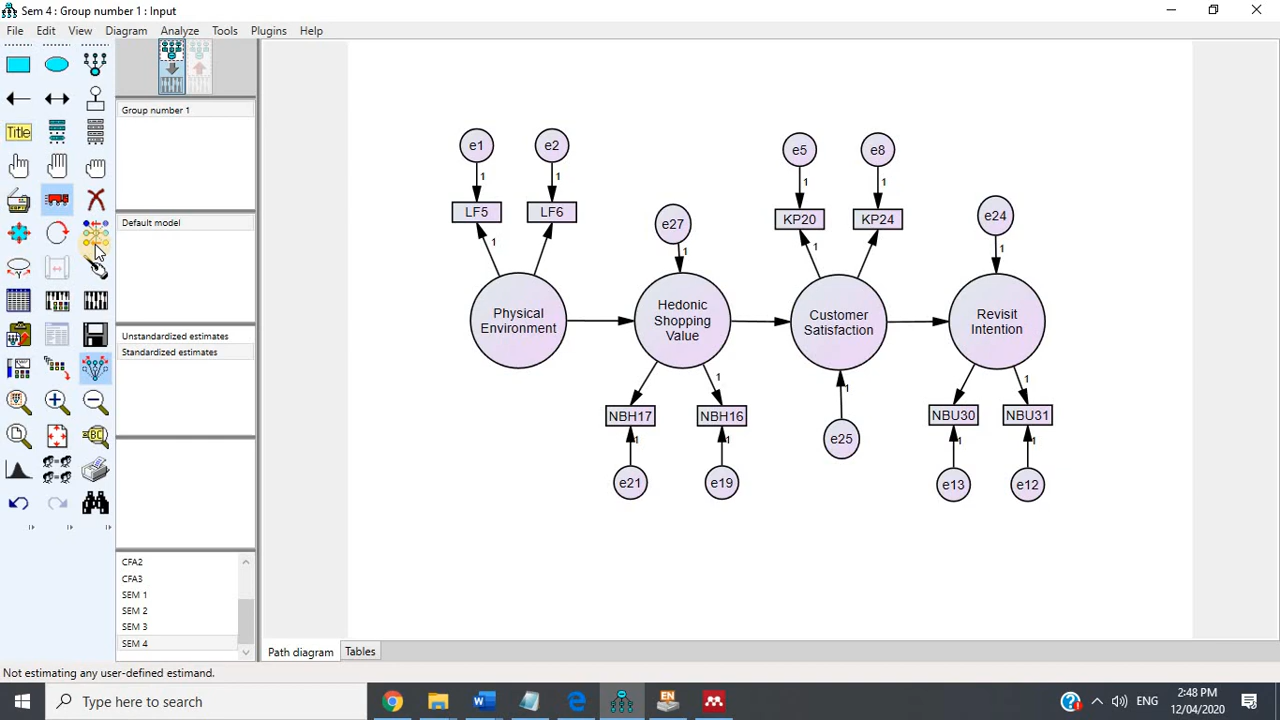 Sem 4 : Group number 1 : Input
File Edit View Diagram Analyze Tools Plugins Help
Title
Group number 1
Default model
Unstandardized estimates
Standardized estimates
CFA2
CFA3
SEM 1
SEM 2
SEM 3
SEM 4
e1 e2 e5 e8
1 1 1 1
LF5 LF6 KP20 KP24
e27 e24
1 1 1 1
Physical
Environment
Hedonic
Shopping
Value
Customer
Satisfaction
Revisit
Intention
1 1 1
NBH17 NBH16 NBU30 NBU31
1 1 1 1
e25
e21 e19 e13 e12
ABC
Path diagram Tables
Not estimating any user-defined estimand.
Type here to search
EN
ENG
2:48 PM
12/04/2020